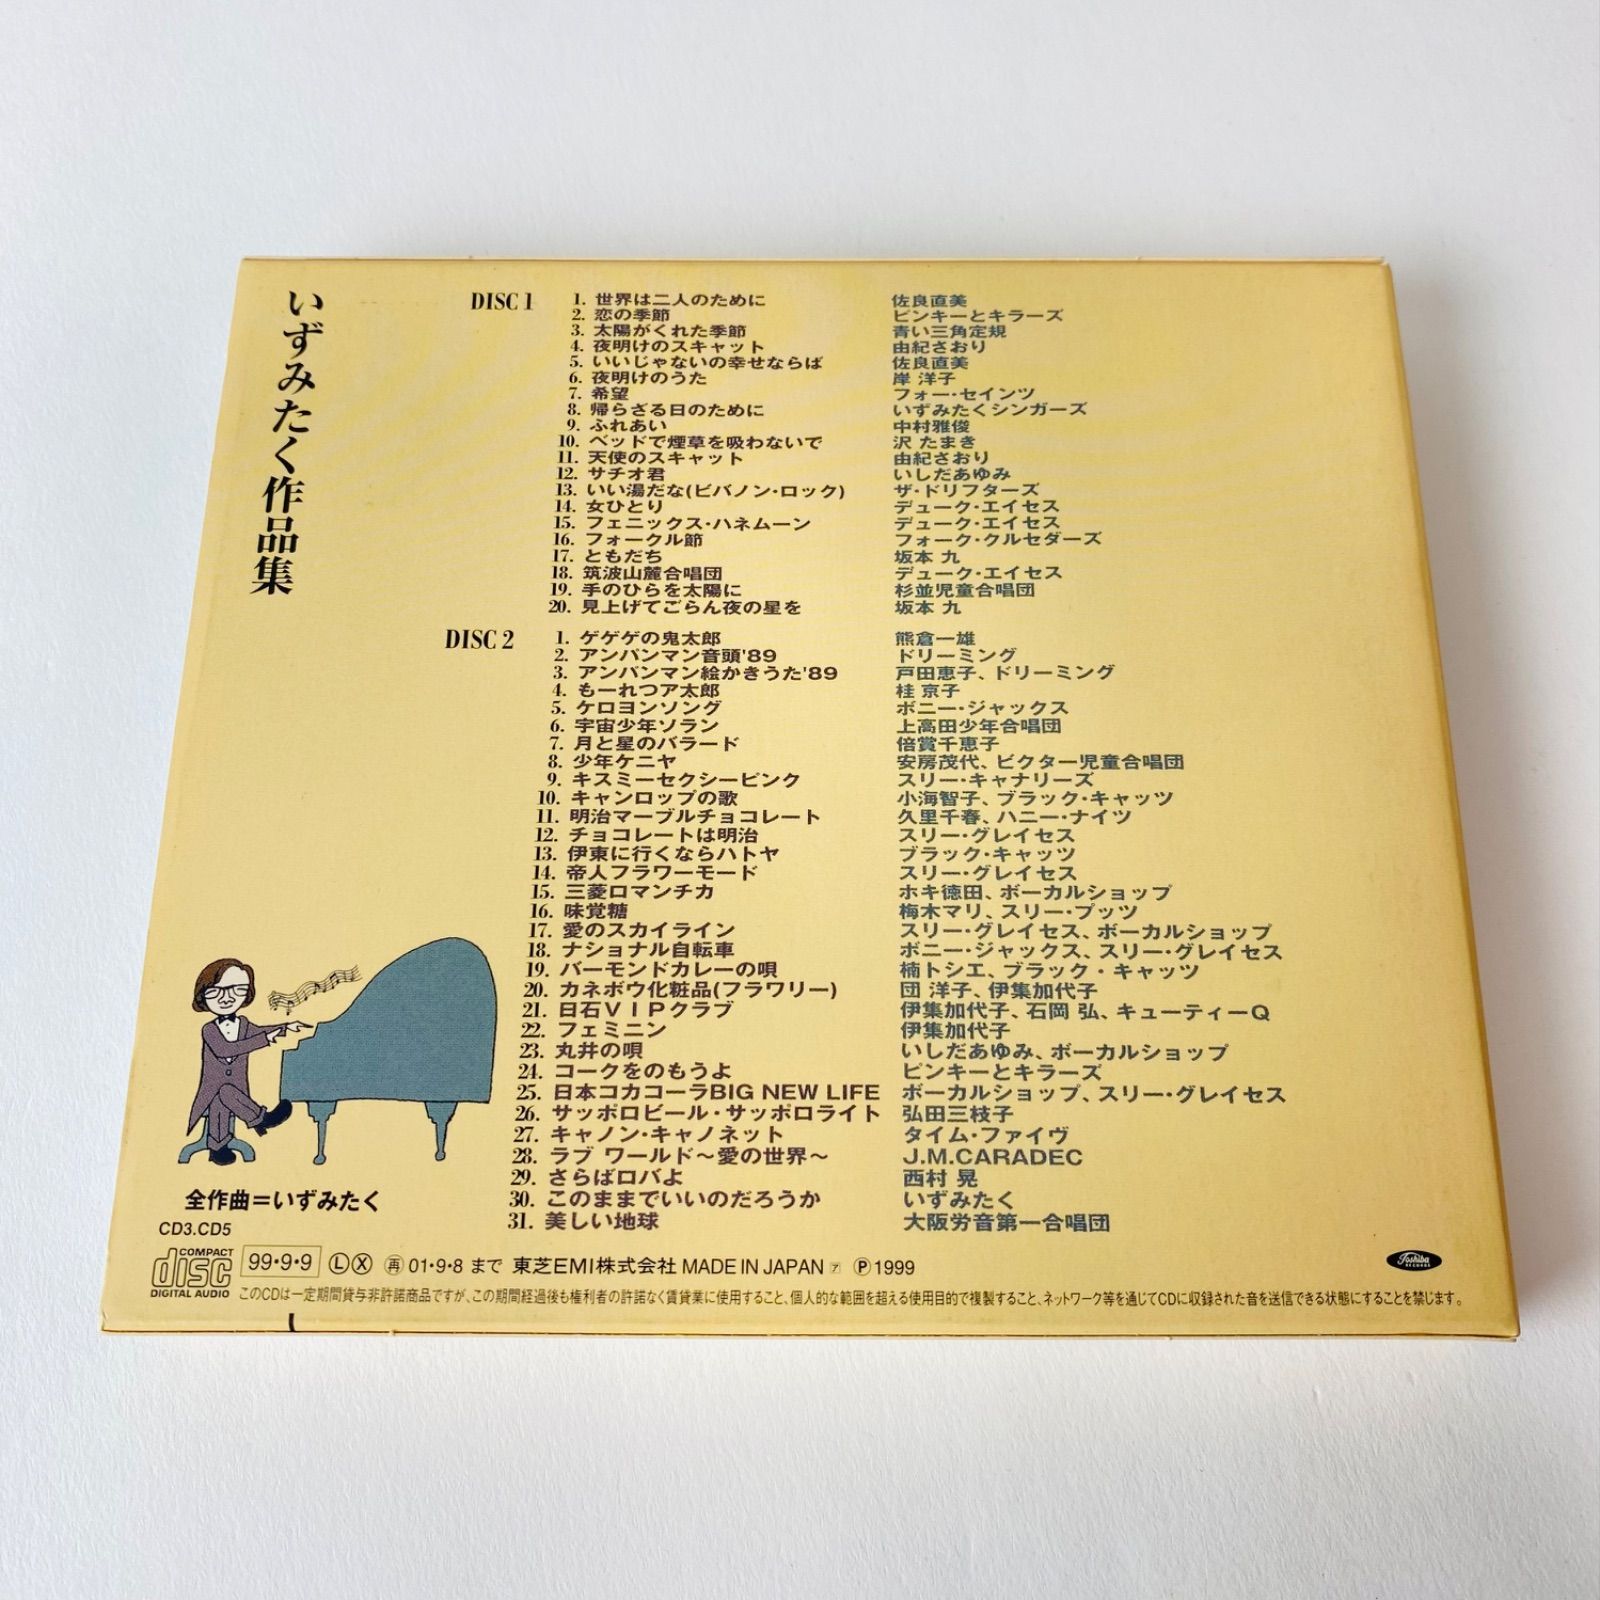 いずみたく作品集
DISC 1
1. 世界は二人のために 佐良直美
2. 恋の季節 ピンキーとキラーズ
3. 太陽がくれた季節 青い三角定規
4. 夜明けのスキャット 由紀さおり
5. いいじゃないの幸せならば 佐良直美
6. 夜明けのうた 岸 洋子
7. 希望 フォー・セインツ
8. 帰らざる日のために いずみたくシンガーズ
9. ふれあい 中村雅俊
10. ベッドで煙草を吸わないで 沢 たまき
11. 天使のスキャット 由紀さおり
12. サチオ君 いしだあゆみ
13. いい湯だな(ビバノン・ロック) ザ・ドリフターズ
14. 女ひとり デューク・エイセス
15. フェニックス・ハネムーン デューク・エイセス
16. フォークル節 フォーク・クルセダーズ
17. ともだち 坂本 九
18. 筑波山麓合唱団 デューク・エイセス
19. 手のひらを太陽に 杉並児童合唱団
20. 見上げてごらん夜の星を 坂本 九
DISC 2
1. ゲゲゲの鬼太郎 熊倉一雄
2. アンパンマン音頭'89 ドリーミング
3. アンパンマン絵かきうた'89 戸田恵子、ドリーミング
4. もーれつア太郎 桂 京子
5. ケロヨンソング ボニー・ジャックス
6. 宇宙少年ソラン 上高田少年合唱団
7. 月と星のバラード 倍賞千恵子
8. 少年ケニヤ 安房茂代、ビクター児童合唱団
9. キスミーセクシーピンク スリー・キャナリーズ
10. キャンロップの歌 小海智子、ブラック・キャッツ
11. 明治マーブルチョコレート 久里千春、ハニー・ナイツ
12. チョコレートは明治 スリー・グレイセス
13. 伊東に行くならハトヤ ブラック・キャッツ
14. 帝人フラワーモード スリー・グレイセス
15. 三菱ロマンチカ ホキ徳田、ボーカルショップ
16. 味覚糖 梅木マリ、スリー・プッツ
17. 愛のスカイライン スリー・グレイセス、ボーカルショップ
18. ナショナル自転車 ボニー・ジャックス、スリー・グレイセス
19. バーモンドカレーの唄 楠トシエ、ブラック・キャッツ
20. カネボウ化粧品(フラワリー) 団 洋子、伊集加代子
21. 日石ＶＩＰクラブ 伊集加代子、石岡 弘、キューティーQ
22. フェミニン 伊集加代子
23. 丸井の唄 いしだあゆみ、ボーカルショップ
24. コークをのもうよ ピンキーとキラーズ
25. 日本コカコーラBIG NEW LIFE ボーカルショップ、スリー・グレイセス
26. サッポロビール・サッポロライト 弘田三枝子
27. キャノン・キャノネット タイム・ファイヴ
28. ラブ ワールド〜愛の世界〜 J.M.CARADEC
29. さらばロバよ 西村 晃
30. このままでいいのだろうか いずみたく
31. 美しい地球 大阪労音第一合唱団
全作曲＝いずみたく
CD3.CD5
COMPACT disc DIGITAL AUDIO 99・9・9 Ⓛ Ⓧ ㊢ 01・9・8 まで 東芝EMI株式会社 MADE IN JAPAN ア Ⓟ 1999 Toshiba RECORDS
このCDは一定期間貸与非許諾商品ですが、この期間経過後も権利者の許諾なく賃貸業に使用すること、個人的な範囲を超える使用目的で複製すること、ネットワーク等を通じてCDに収録された音を送信できる状態にすることを禁じます。